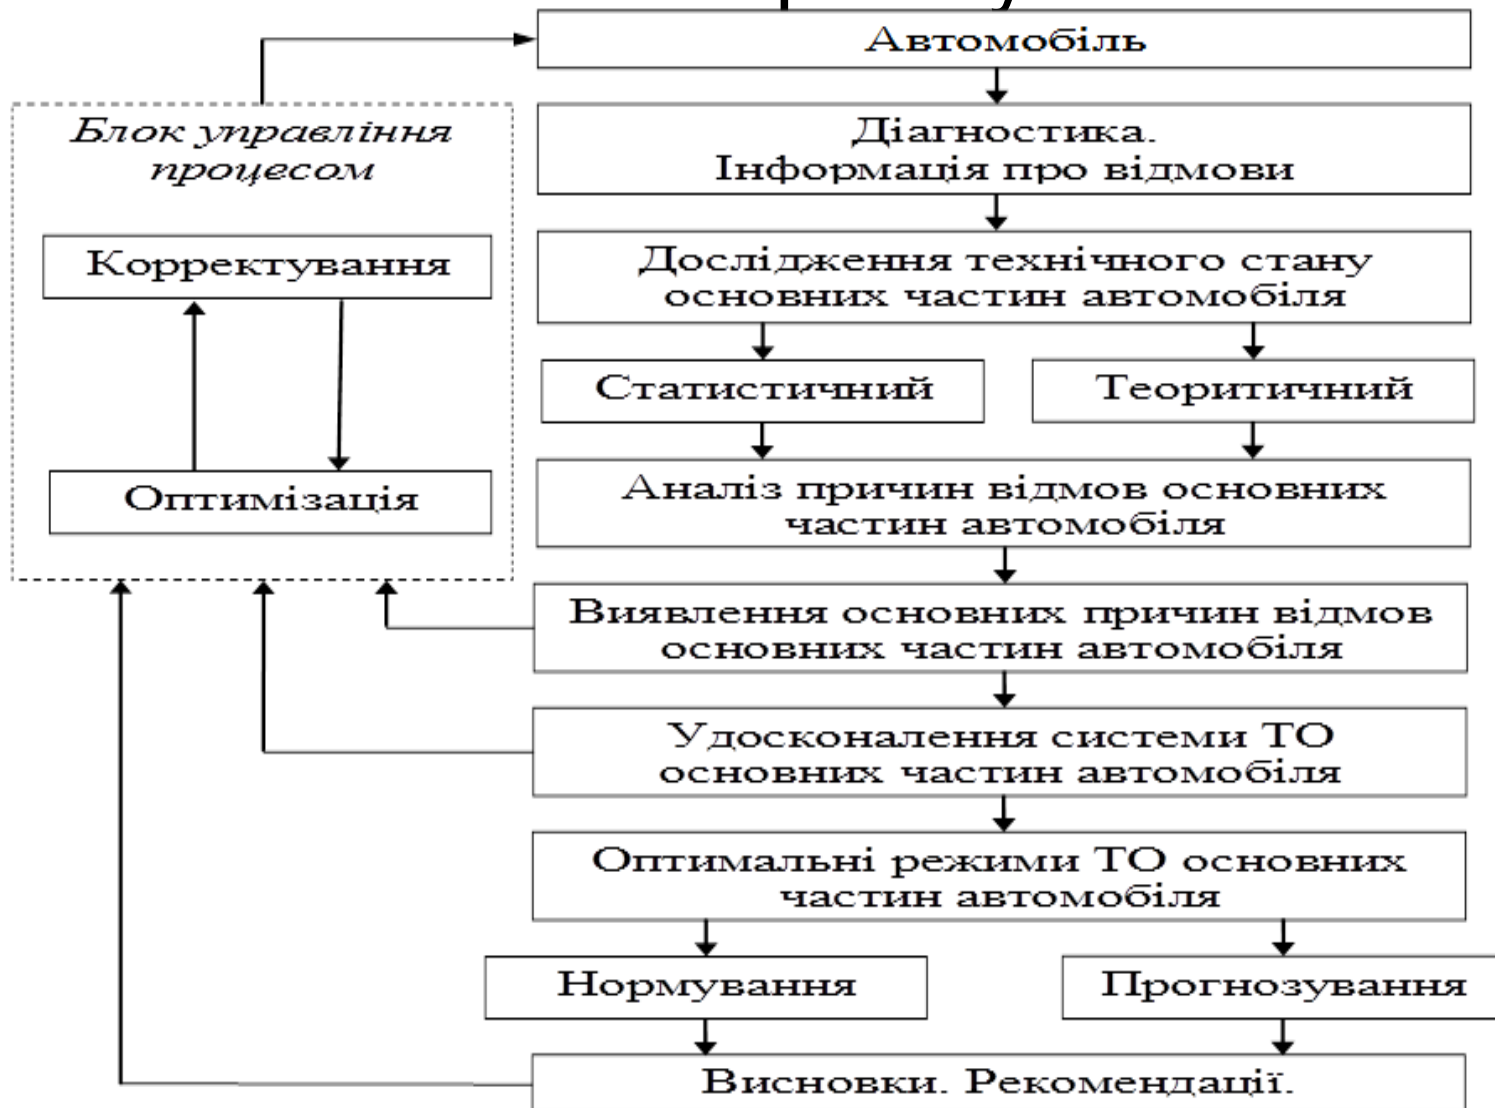 Автомобіль
Блок управління
процесом
Діагностика.
Інформація про відмови
Корректування
Дослідження технічного стану
основних частин автомобіля
Статистичний
Теоритичний
Оптимізація
Аналіз причин відмов основних
частин автомобіля
Виявлення основних причин відмов
основних частин автомобіля
Удосконалення системи ТО
основних частин автомобіля
Оптимальні режими ТО основних
частин автомобіля
Нормування
Прогнозування
Висновки. Рекомендації.